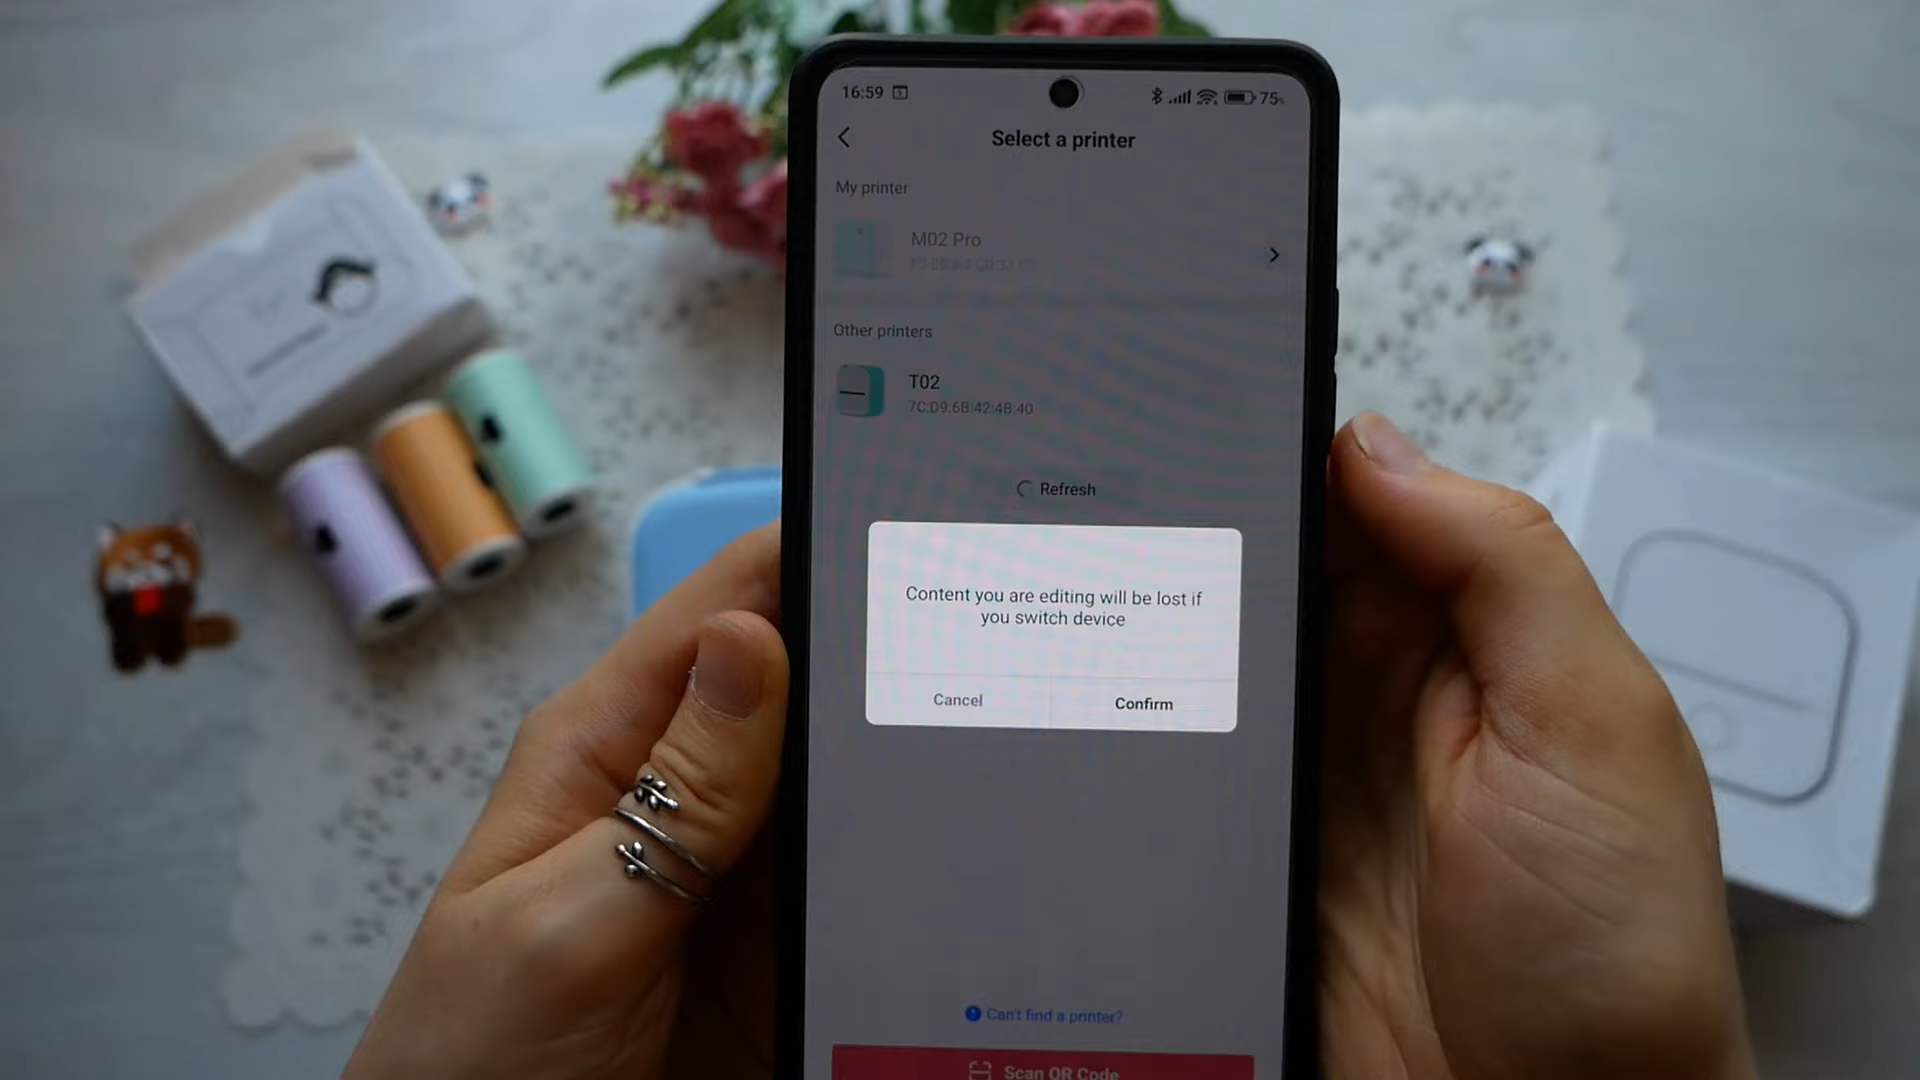 16:59
75%
Select a printer
My printer
M02 Pro
Other printers
T02
7C:D9:6B:42:4B:40
Refresh
Content you are editing will be lost if
you switch device
Cancel
Confirm
Can't find a printer?
Scan QR Code